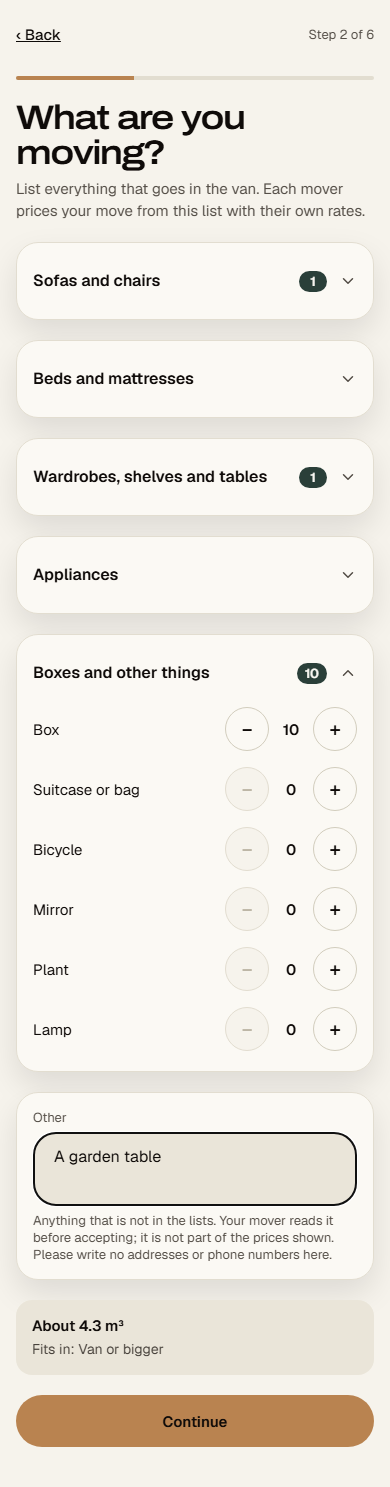 ‹ Back
Step 2 of 6
What are you
moving?
List everything that goes in the van. Each mover
prices your move from this list with their own rates.
Sofas and chairs 1
Beds and mattresses
Wardrobes, shelves and tables 1
Appliances
Boxes and other things 10
Box − 10 +
Suitcase or bag − 0 +
Bicycle − 0 +
Mirror − 0 +
Plant − 0 +
Lamp − 0 +
Other
A garden table
Anything that is not in the lists. Your mover reads it
before accepting; it is not part of the prices shown.
Please write no addresses or phone numbers here.
About 4.3 m³
Fits in: Van or bigger
Continue